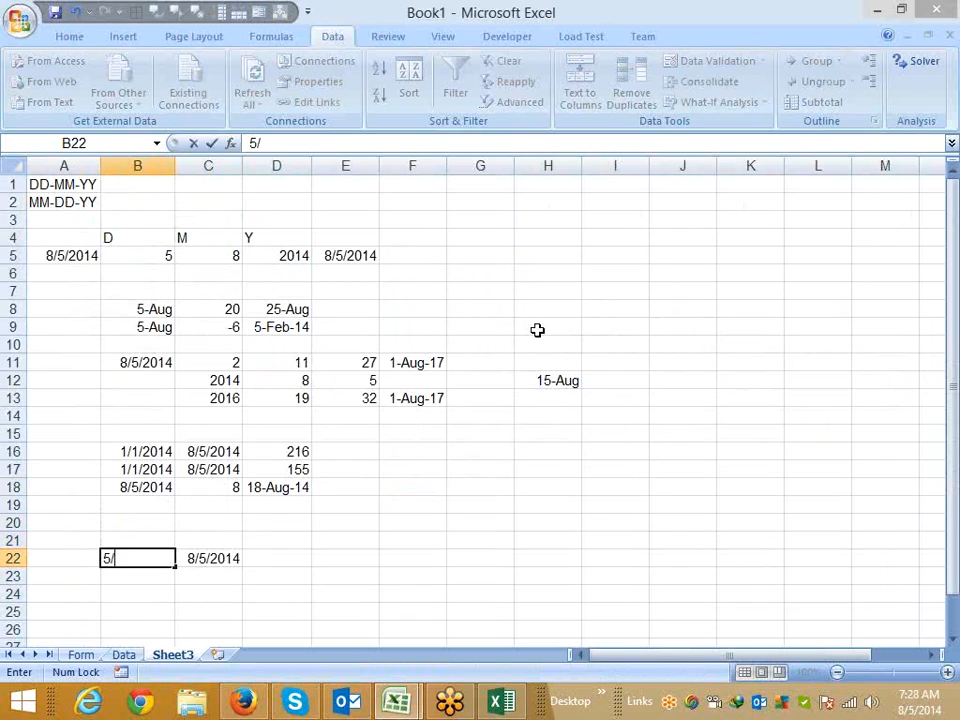 Book1 - Microsoft Excel
Home Insert Page Layout Formulas Data Review View Developer Load Test Team
From Access
From Web
From Text
From Other Sources
Existing Connections
Get External Data
Refresh All
Connections
Properties
Edit Links
Connections
Sort
Filter
Clear
Reapply
Advanced
Sort & Filter
Text to Columns
Remove Duplicates
Data Validation
Consolidate
What-If Analysis
Data Tools
Group
Ungroup
Subtotal
Outline
Solver
Analysis
B22 fx 5/
A B C D E F G H I J K L M
1 DD-MM-YY
2 MM-DD-YY
3
4 D M Y
5 8/5/2014 5 8 2014 8/5/2014
6
7
8 5-Aug 20 25-Aug
9 5-Aug -6 5-Feb-14
10
11 8/5/2014 2 11 27 1-Aug-17
12 2014 8 5 15-Aug
13 2016 19 32 1-Aug-17
14
15
16 1/1/2014 8/5/2014 216
17 1/1/2014 8/5/2014 155
18 8/5/2014 8 18-Aug-14
19
20
21
22 5/ 8/5/2014
23
24
25
26
27
Form Data Sheet3
Enter Num Lock 100%
Desktop Links 7:28 AM
8/5/2014